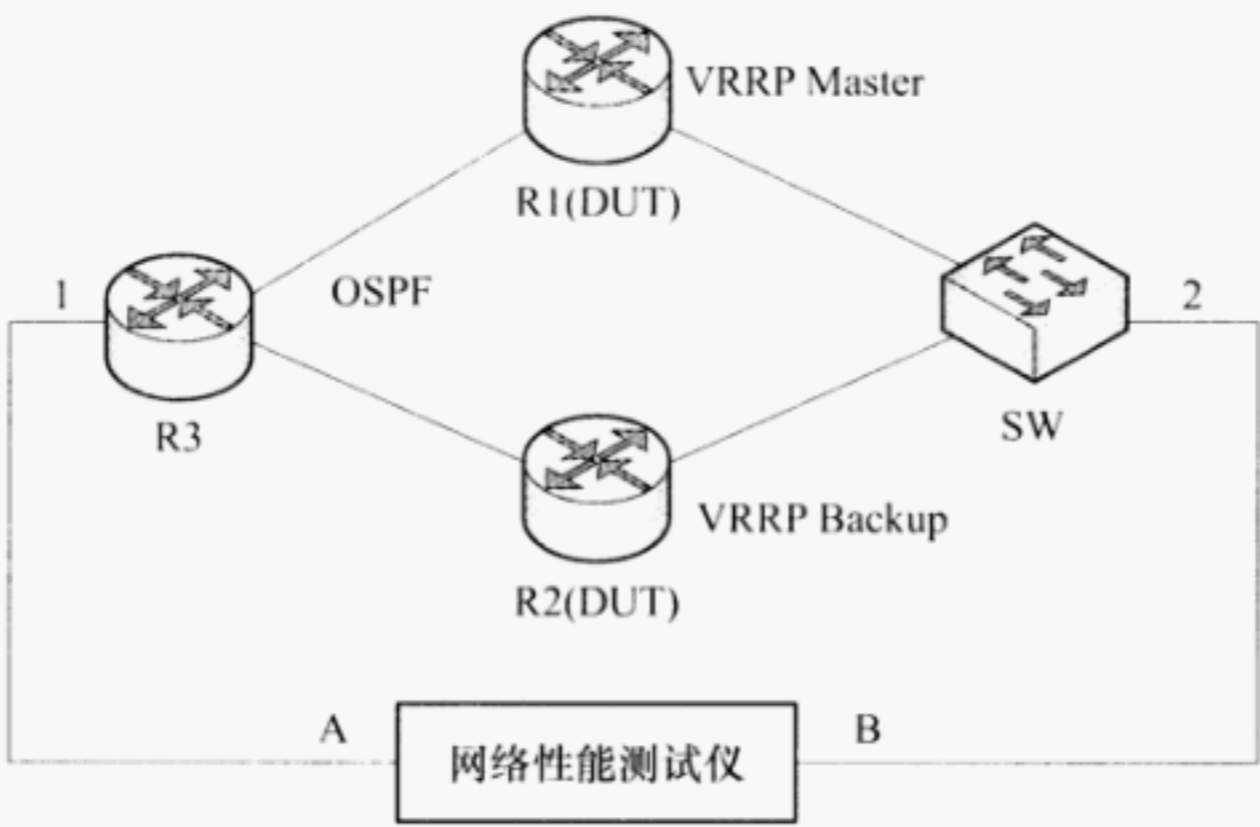 VRRP Master
R1(DUT)
1
OSPF
2
R3
SW
VRRP Backup
R2(DUT)
A
网络性能测试仪
B